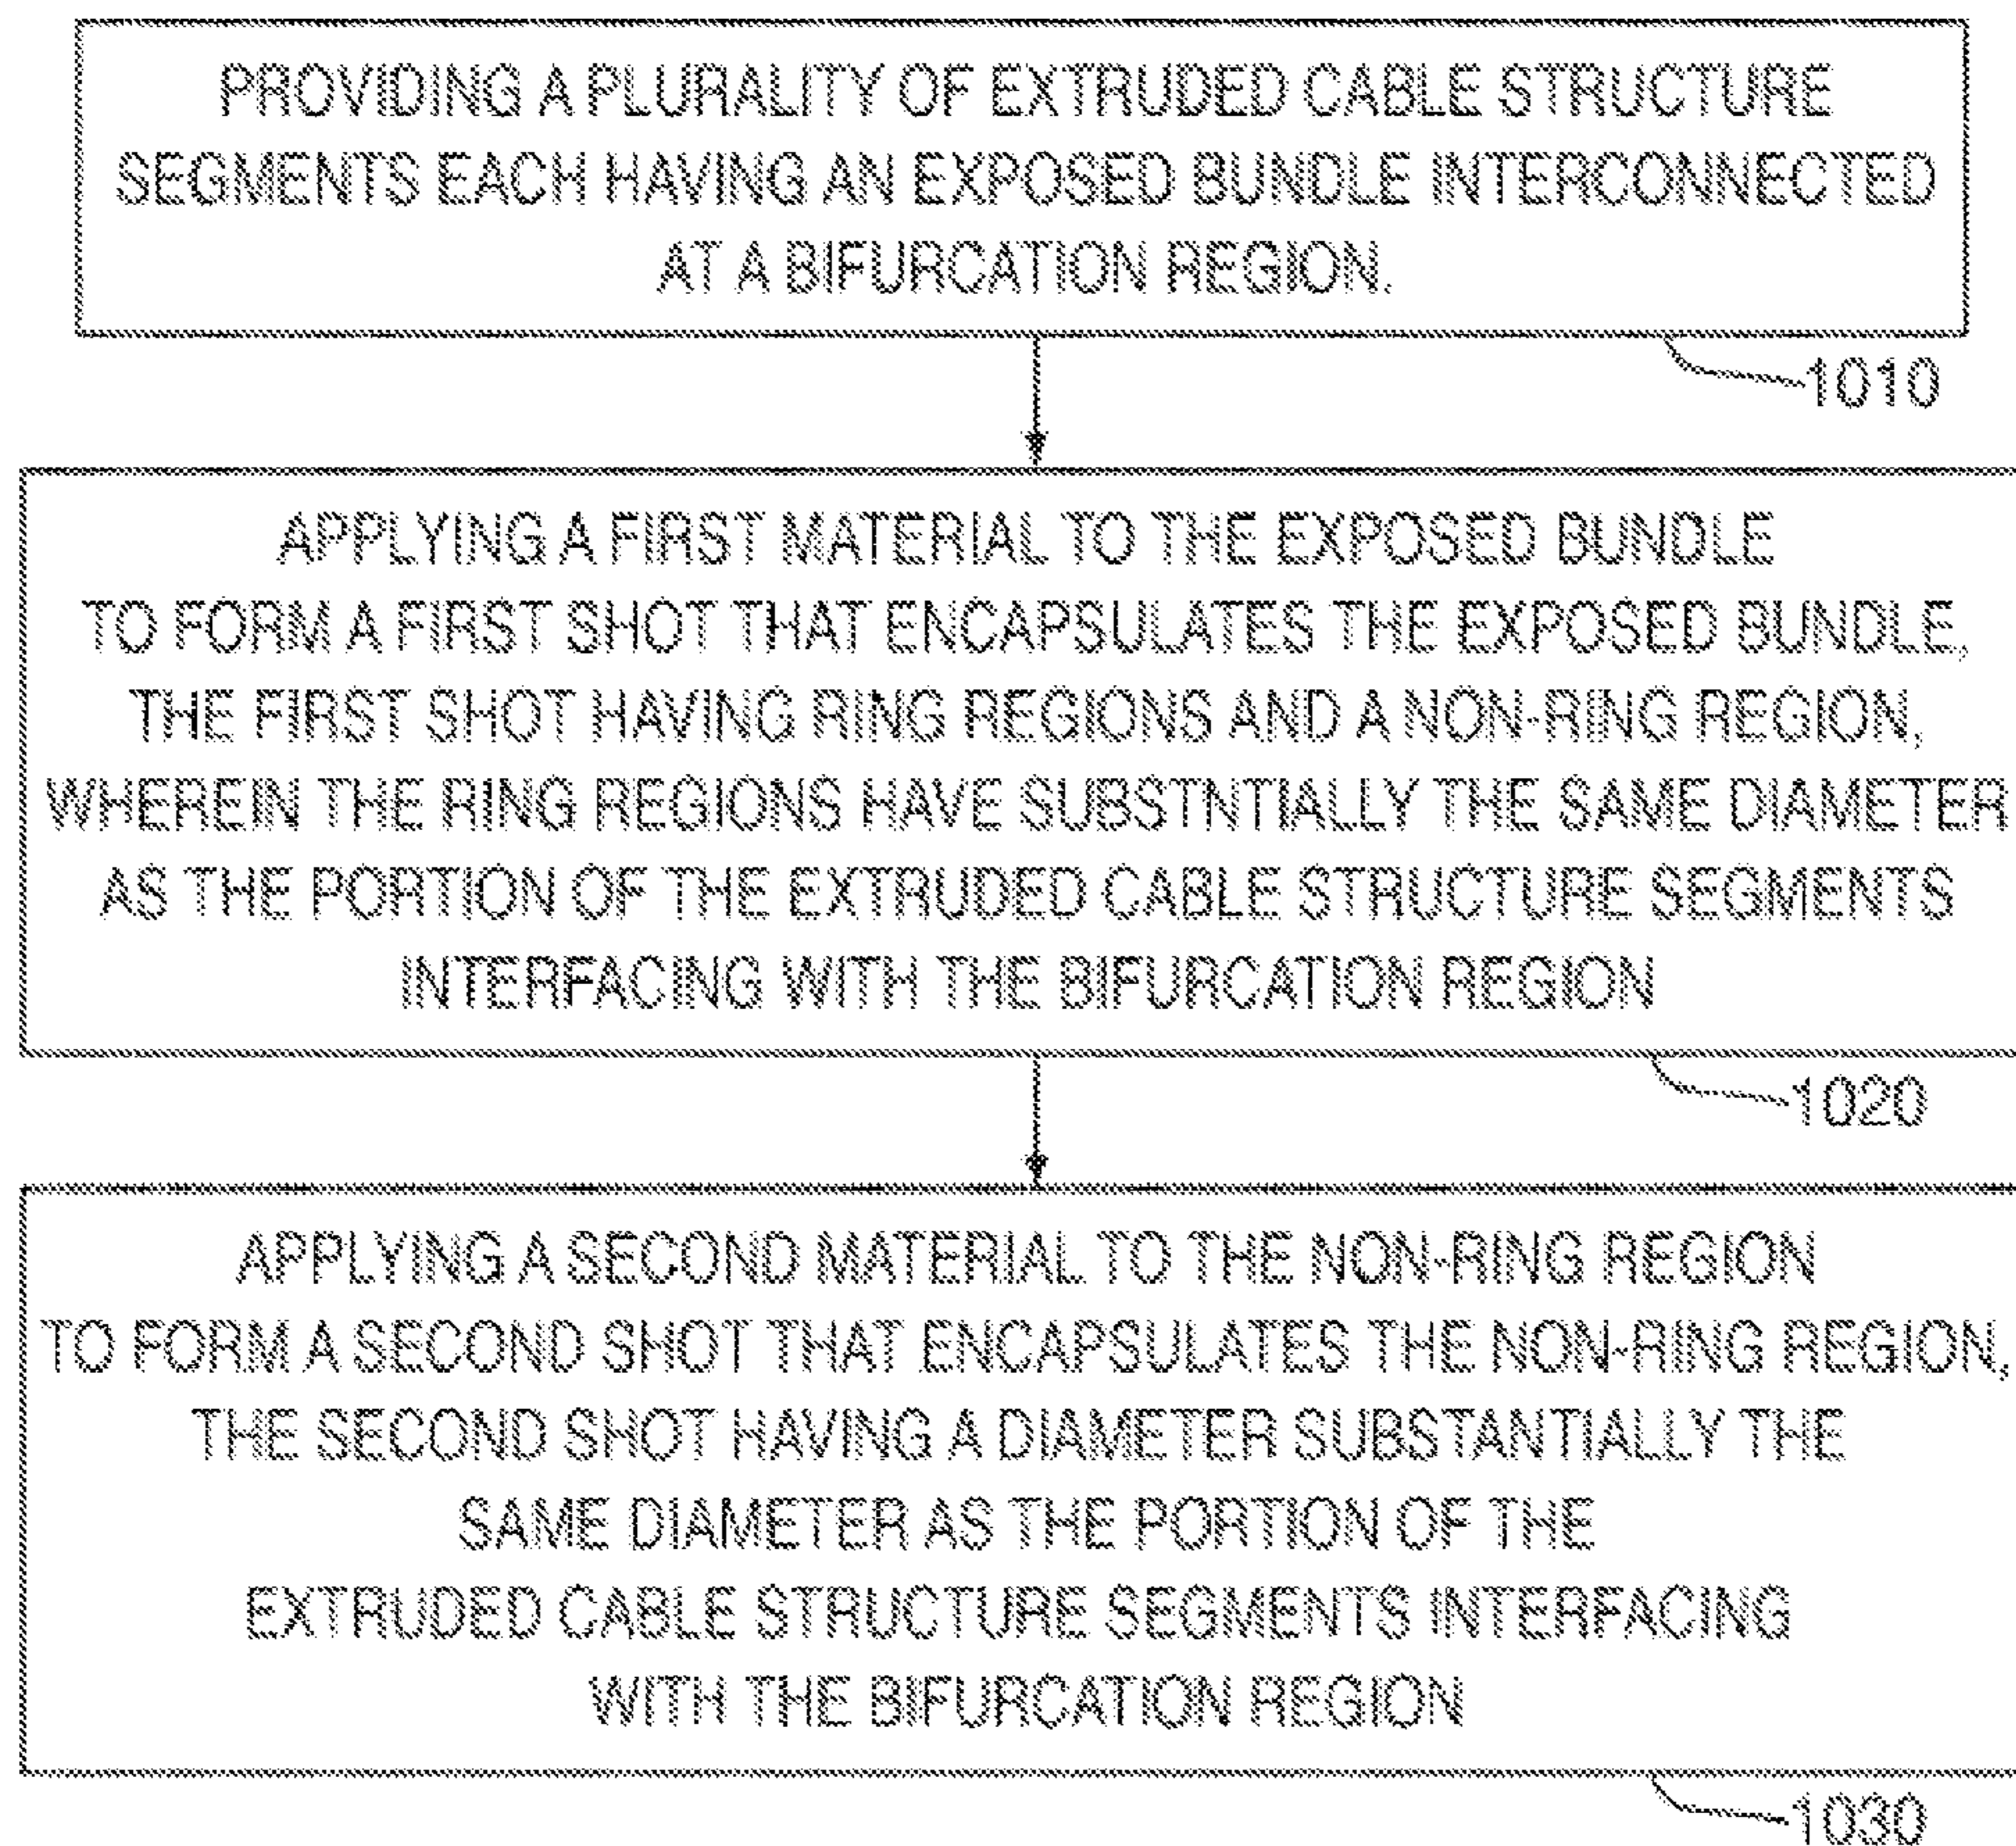 PROVIDING A PLURALITY OF EXTRUDED CABLE STRUCTURE
SEGMENTS EACH HAVING AN EXPOSED BUNDLE INTERCONNECTED
AT A BIFURCATION REGION.
1010
APPLYING A FIRST MATERIAL TO THE EXPOSED BUNDLE
TO FORM A FIRST SHOT THAT ENCAPSULATES THE EXPOSED BUNDLE,
THE FIRST SHOT HAVING RING REGIONS AND A NON-RING REGION,
WHEREIN THE RING REGIONS HAVE SUBSTNTIALLY THE SAME DIAMETER
AS THE PORTION OF THE EXTRUDED CABLE STRUCTURE SEGMENTS
INTERFACING WITH THE BIFURCATION REGION
1020
APPLYING A SECOND MATERIAL TO THE NON-RING REGION
TO FORM A SECOND SHOT THAT ENCAPSULATES THE NON-RING REGION,
THE SECOND SHOT HAVING A DIAMETER SUBSTANTIALLY THE
SAME DIAMETER AS THE PORTION OF THE
EXTRUDED CABLE STRUCTURE SEGMENTS INTERFACING
WITH THE BIFURCATION REGION
1030